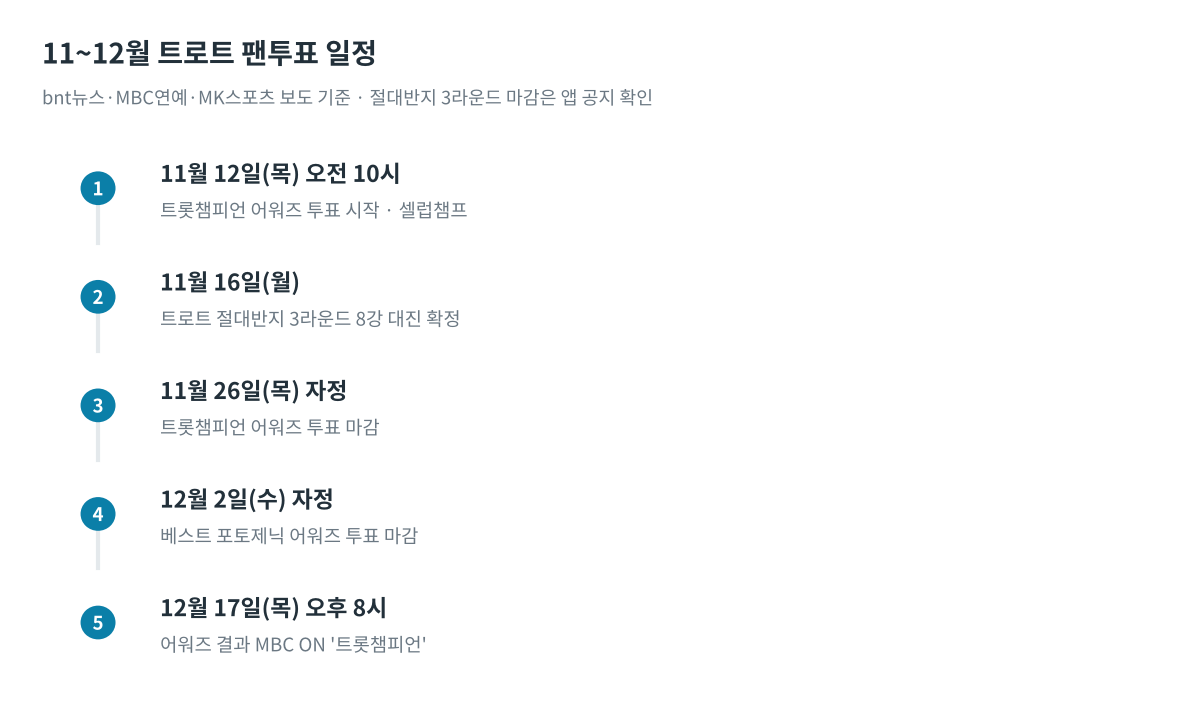 11~12월 트로트 팬투표 일정
bnt뉴스·MBC연예·MK스포츠 보도 기준 · 절대반지 3라운드 마감은 앱 공지 확인
1
11월 12일(목) 오전 10시
트롯챔피언 어워즈 투표 시작 · 셀럽챔프
2
11월 16일(월)
트로트 절대반지 3라운드 8강 대진 확정
3
11월 26일(목) 자정
트롯챔피언 어워즈 투표 마감
4
12월 2일(수) 자정
베스트 포토제닉 어워즈 투표 마감
5
12월 17일(목) 오후 8시
어워즈 결과 MBC ON '트롯챔피언'